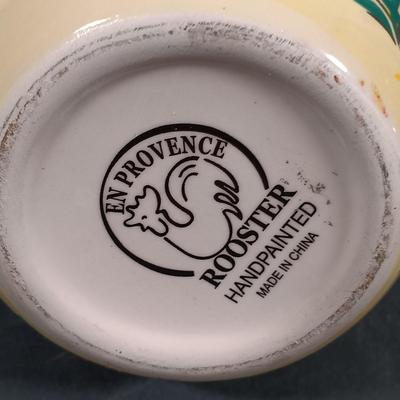 EN PROVENCE
ROOSTER
HANDPAINTED
MADE IN CHINA